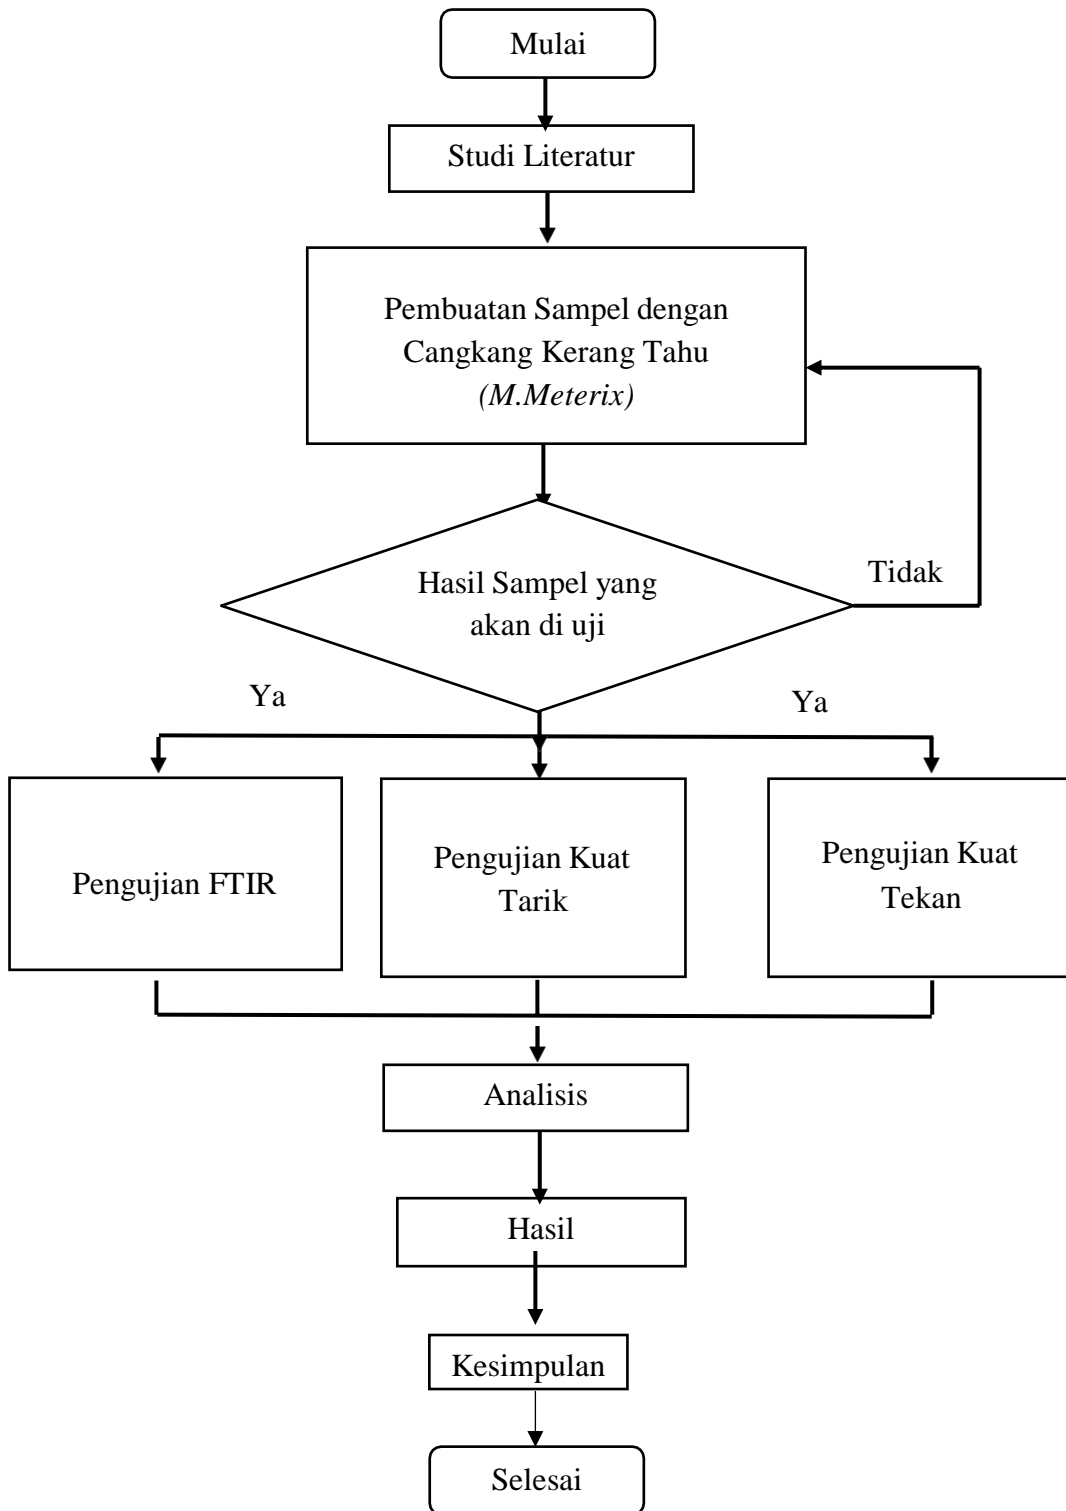 Mulai
Studi Literatur
Pembuatan Sampel dengan
Cangkang Kerang Tahu
(M.Meterix)
Hasil Sampel yang
akan di uji
Tidak
Ya
Ya
Pengujian FTIR
Pengujian Kuat
Tarik
Pengujian Kuat
Tekan
Analisis
Hasil
Kesimpulan
Selesai